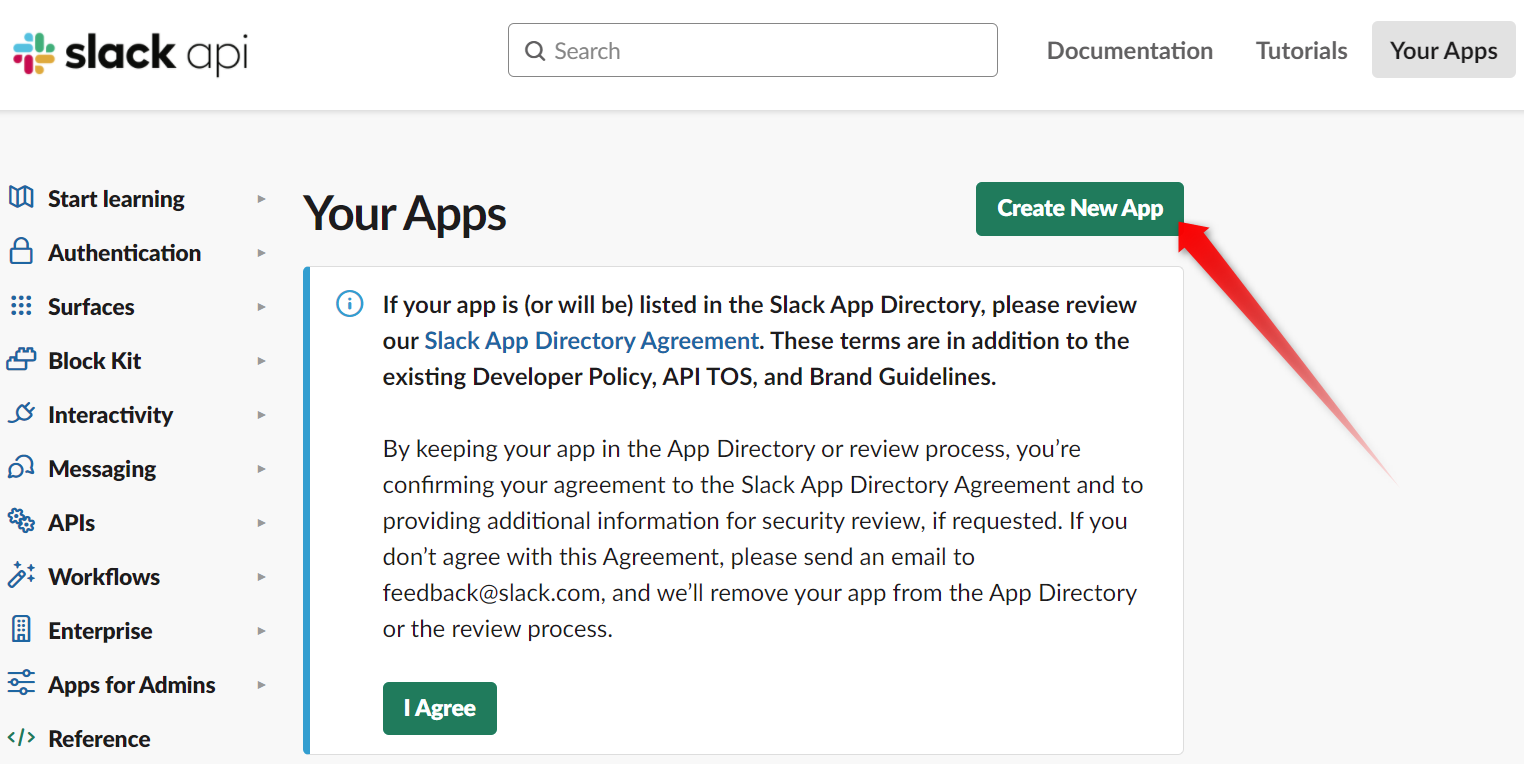 slack api
Search
Documentation
Tutorials
Your Apps
Start learning
Authentication
Surfaces
Block Kit
Interactivity
Messaging
APIs
Workflows
Enterprise
Apps for Admins
Reference
Your Apps
Create New App
If your app is (or will be) listed in the Slack App Directory, please review
our Slack App Directory Agreement. These terms are in addition to the
existing Developer Policy, API TOS, and Brand Guidelines.
By keeping your app in the App Directory or review process, you’re
confirming your agreement to the Slack App Directory Agreement and to
providing additional information for security review, if requested. If you
don’t agree with this Agreement, please send an email to
feedback@slack.com, and we’ll remove your app from the App Directory
or the review process.
I Agree